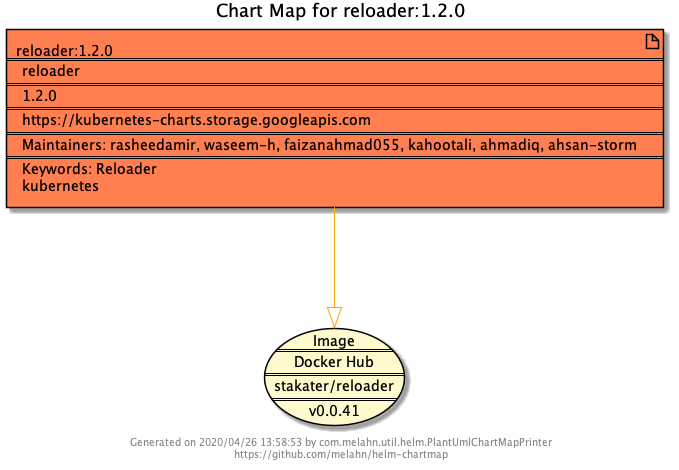 Chart Map for reloader:1.2.0
reloader:1.2.0
reloader
1.2.0
https://kubernetes-charts.storage.googleapis.com
Maintainers: rasheedamir, waseem-h, faizanahmad055, kahootali, ahmadiq, ahsan-storm
Keywords: Reloader
kubernetes
Image
Docker Hub
stakater/reloader
v0.0.41
Generated on 2020/04/26 13:58:53 by com.melahn.util.helm.PlantUmlChartMapPrinter
https://github.com/melahn/helm-chartmap